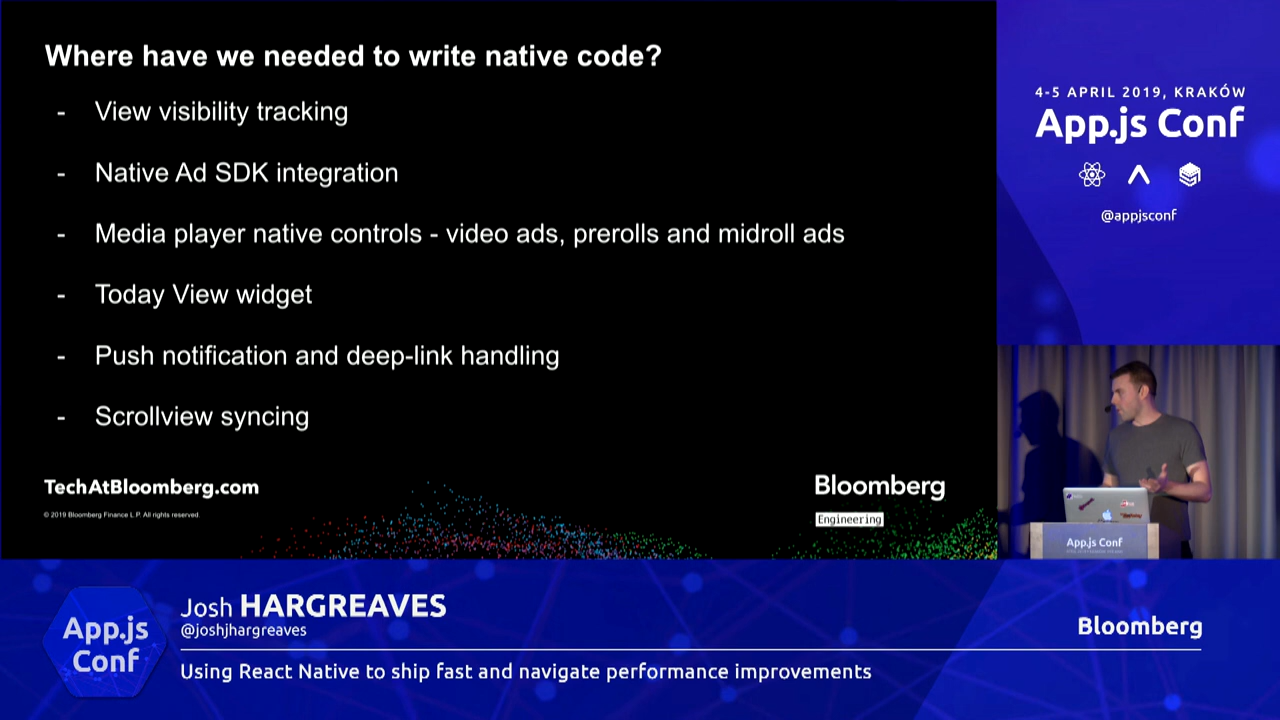 Where have we needed to write native code?
- View visibility tracking
- Native Ad SDK integration
- Media player native controls - video ads, prerolls and midroll ads
- Today View widget
- Push notification and deep-link handling
- Scrollview syncing
TechAtBloomberg.com
© 2019 Bloomberg Finance L.P. All rights reserved.
Bloomberg
Engineering
4-5 APRIL 2019, KRAKÓW
App.js Conf
@appjsconf
App.js Conf
App.js
Conf
Josh HARGREAVES
@joshjhargreaves
Bloomberg
Using React Native to ship fast and navigate performance improvements